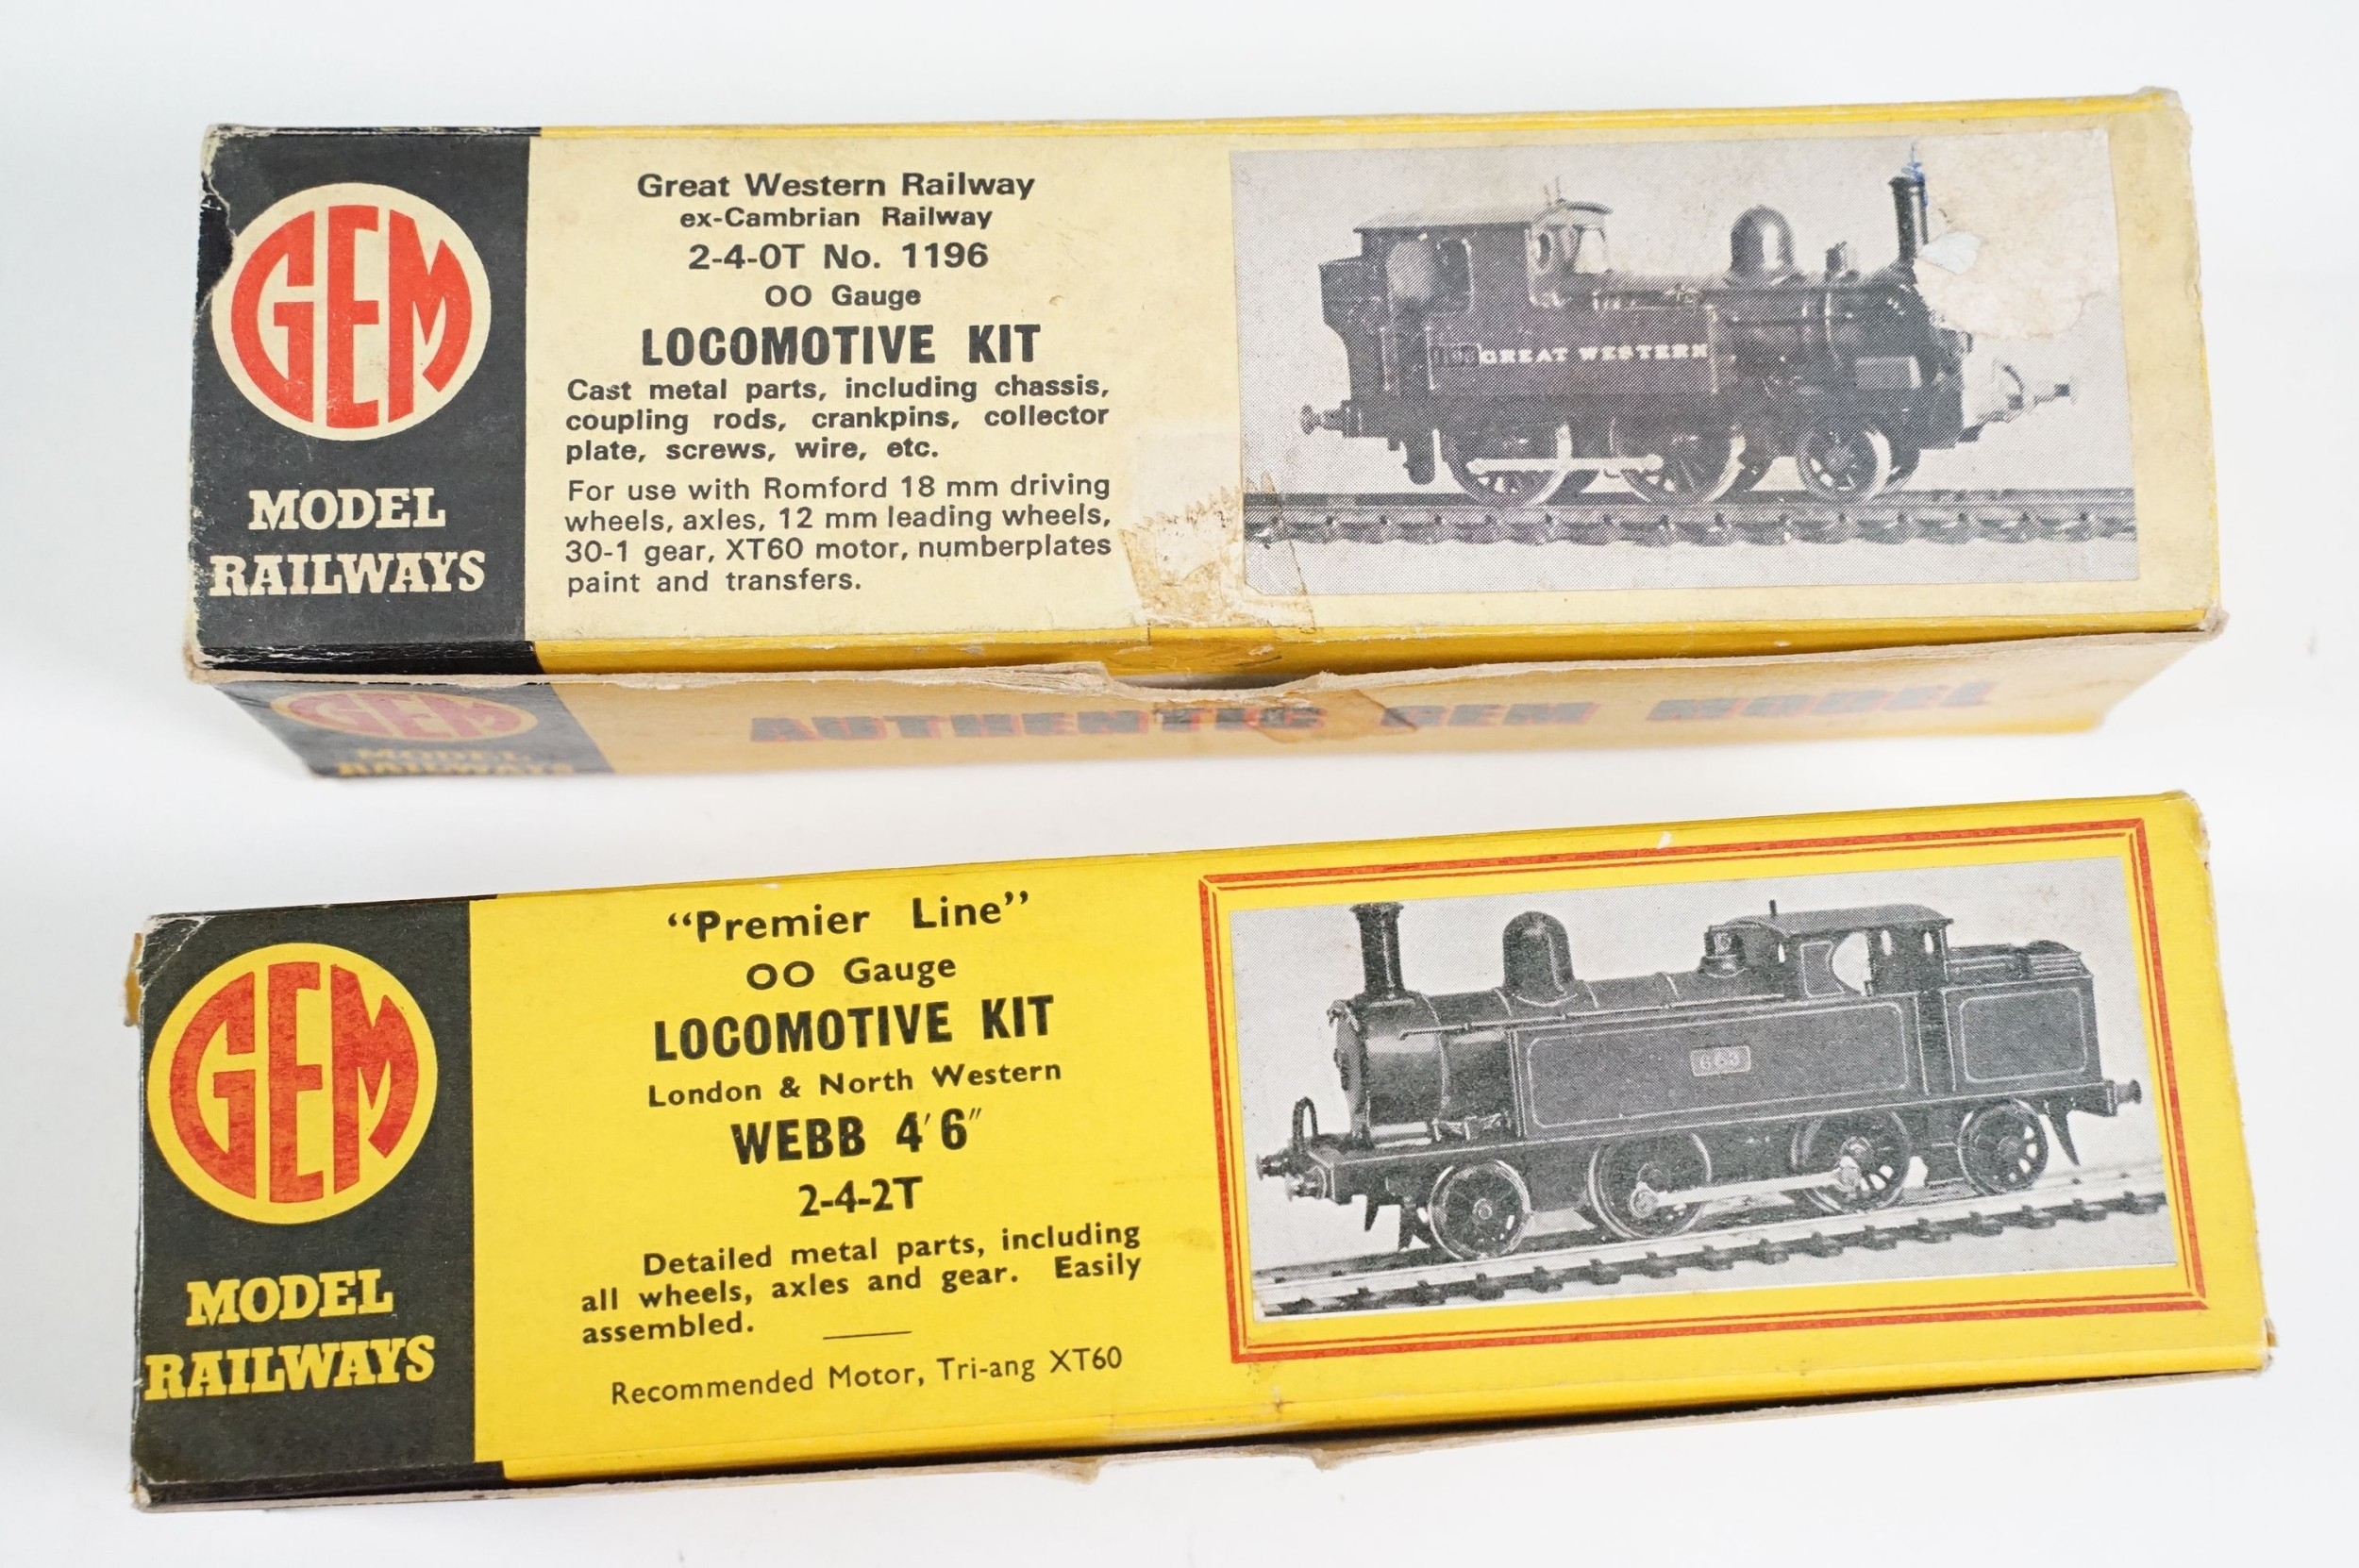 GEM
MODEL
RAILWAYS
Great Western Railway
ex-Cambrian Railway
2-4-0T No. 1196
OO Gauge
LOCOMOTIVE KIT
Cast metal parts, including chassis,
coupling rods, crankpins, collector
plate, screws, wire, etc.
For use with Romford 18 mm driving
wheels, axles, 12 mm leading wheels,
30-1 gear, XT60 motor, numberplates
paint and transfers.
GREAT WESTERN
GEM
MODEL
RAILWAYS
AUTHENTIC GEM MODEL
GEM
MODEL
RAILWAYS
“Premier Line”
OO Gauge
LOCOMOTIVE KIT
London & North Western
WEBB 4′6″
2-4-2T
Detailed metal parts, including
all wheels, axles and gear. Easily
assembled.
Recommended Motor, Tri-ang XT60